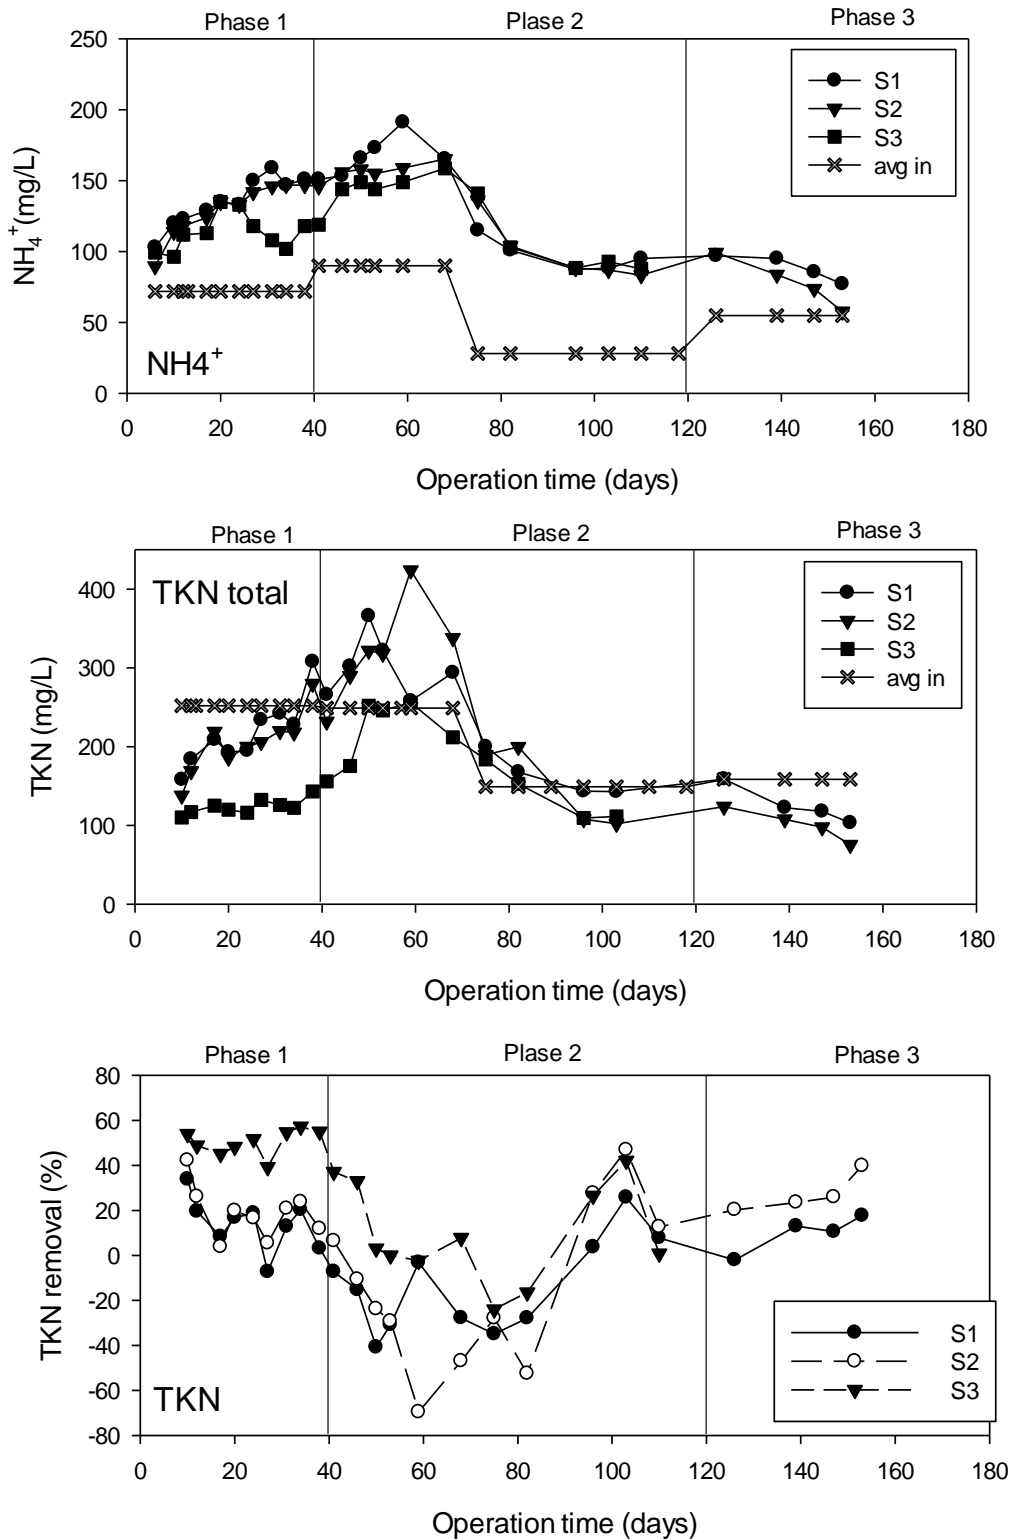 Phase 1 Plase 2 Phase 3
250
200
150
100
50
0
NH₄⁺(mg/L)
S1
S2
S3
avg in
NH4⁺
0 20 40 60 80 100 120 140 160 180
Operation time (days)
Phase 1 Plase 2 Phase 3
400
300
200
100
0
TKN (mg/L)
TKN total
S1
S2
S3
avg in
0 20 40 60 80 100 120 140 160 180
Operation time (days)
Phase 1 Plase 2 Phase 3
80
60
40
20
0
-20
-40
-60
-80
TKN removal (%)
S1
S2
S3
TKN
0 20 40 60 80 100 120 140 160 180
Operation time (days)